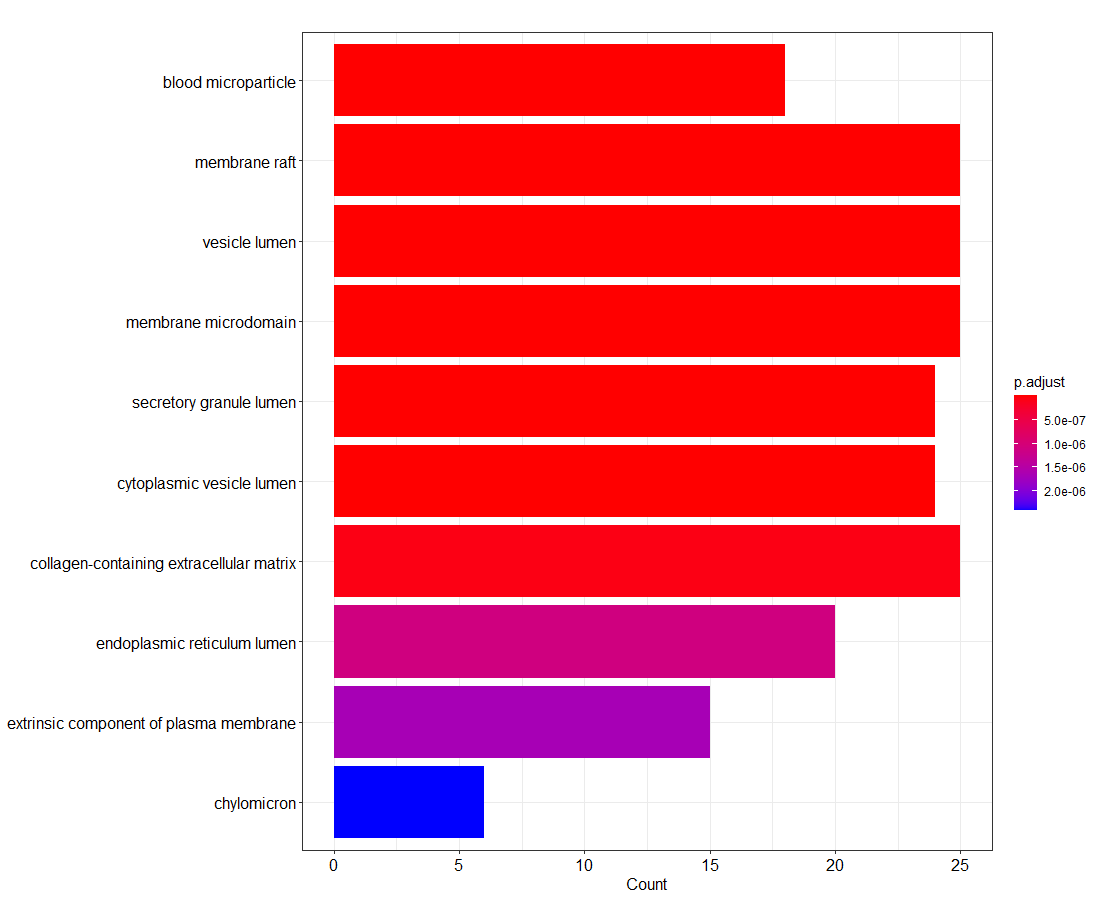 blood microparticle
membrane raft
vesicle lumen
membrane microdomain
secretory granule lumen
cytoplasmic vesicle lumen
collagen-containing extracellular matrix
endoplasmic reticulum lumen
extrinsic component of plasma membrane
chylomicron
0 5 10 15 20 25
Count
p.adjust
5.0e-07
1.0e-06
1.5e-06
2.0e-06